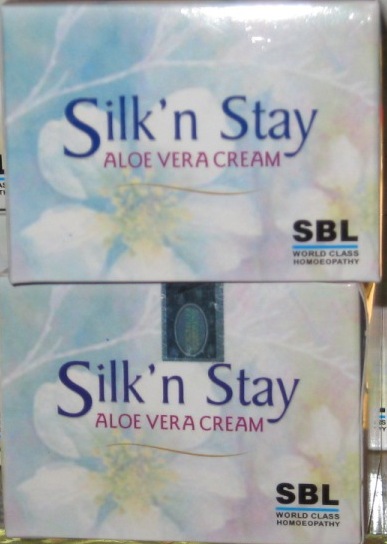 Silk'n Stay
ALOE VERA CREAM
SBL
WORLD CLASS
HOMOEOPATHY
Silk'n Stay
ALOE VERA CREAM
SBL
WORLD CLASS
HOMOEOPATHY